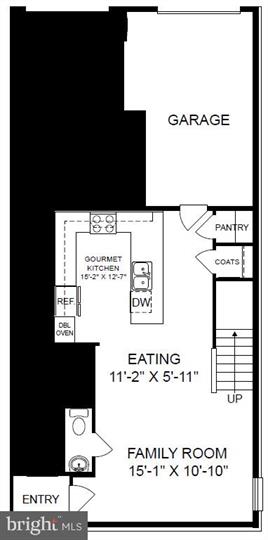 GARAGE
PANTRY
GOURMET
KITCHEN
15'-2" X 12'-7"
COATS
REF.
DW
DBL
OVEN
EATING
11'-2" X 5'-11"
UP
FAMILY ROOM
15'-1" X 10'-10"
ENTRY
bright MLS